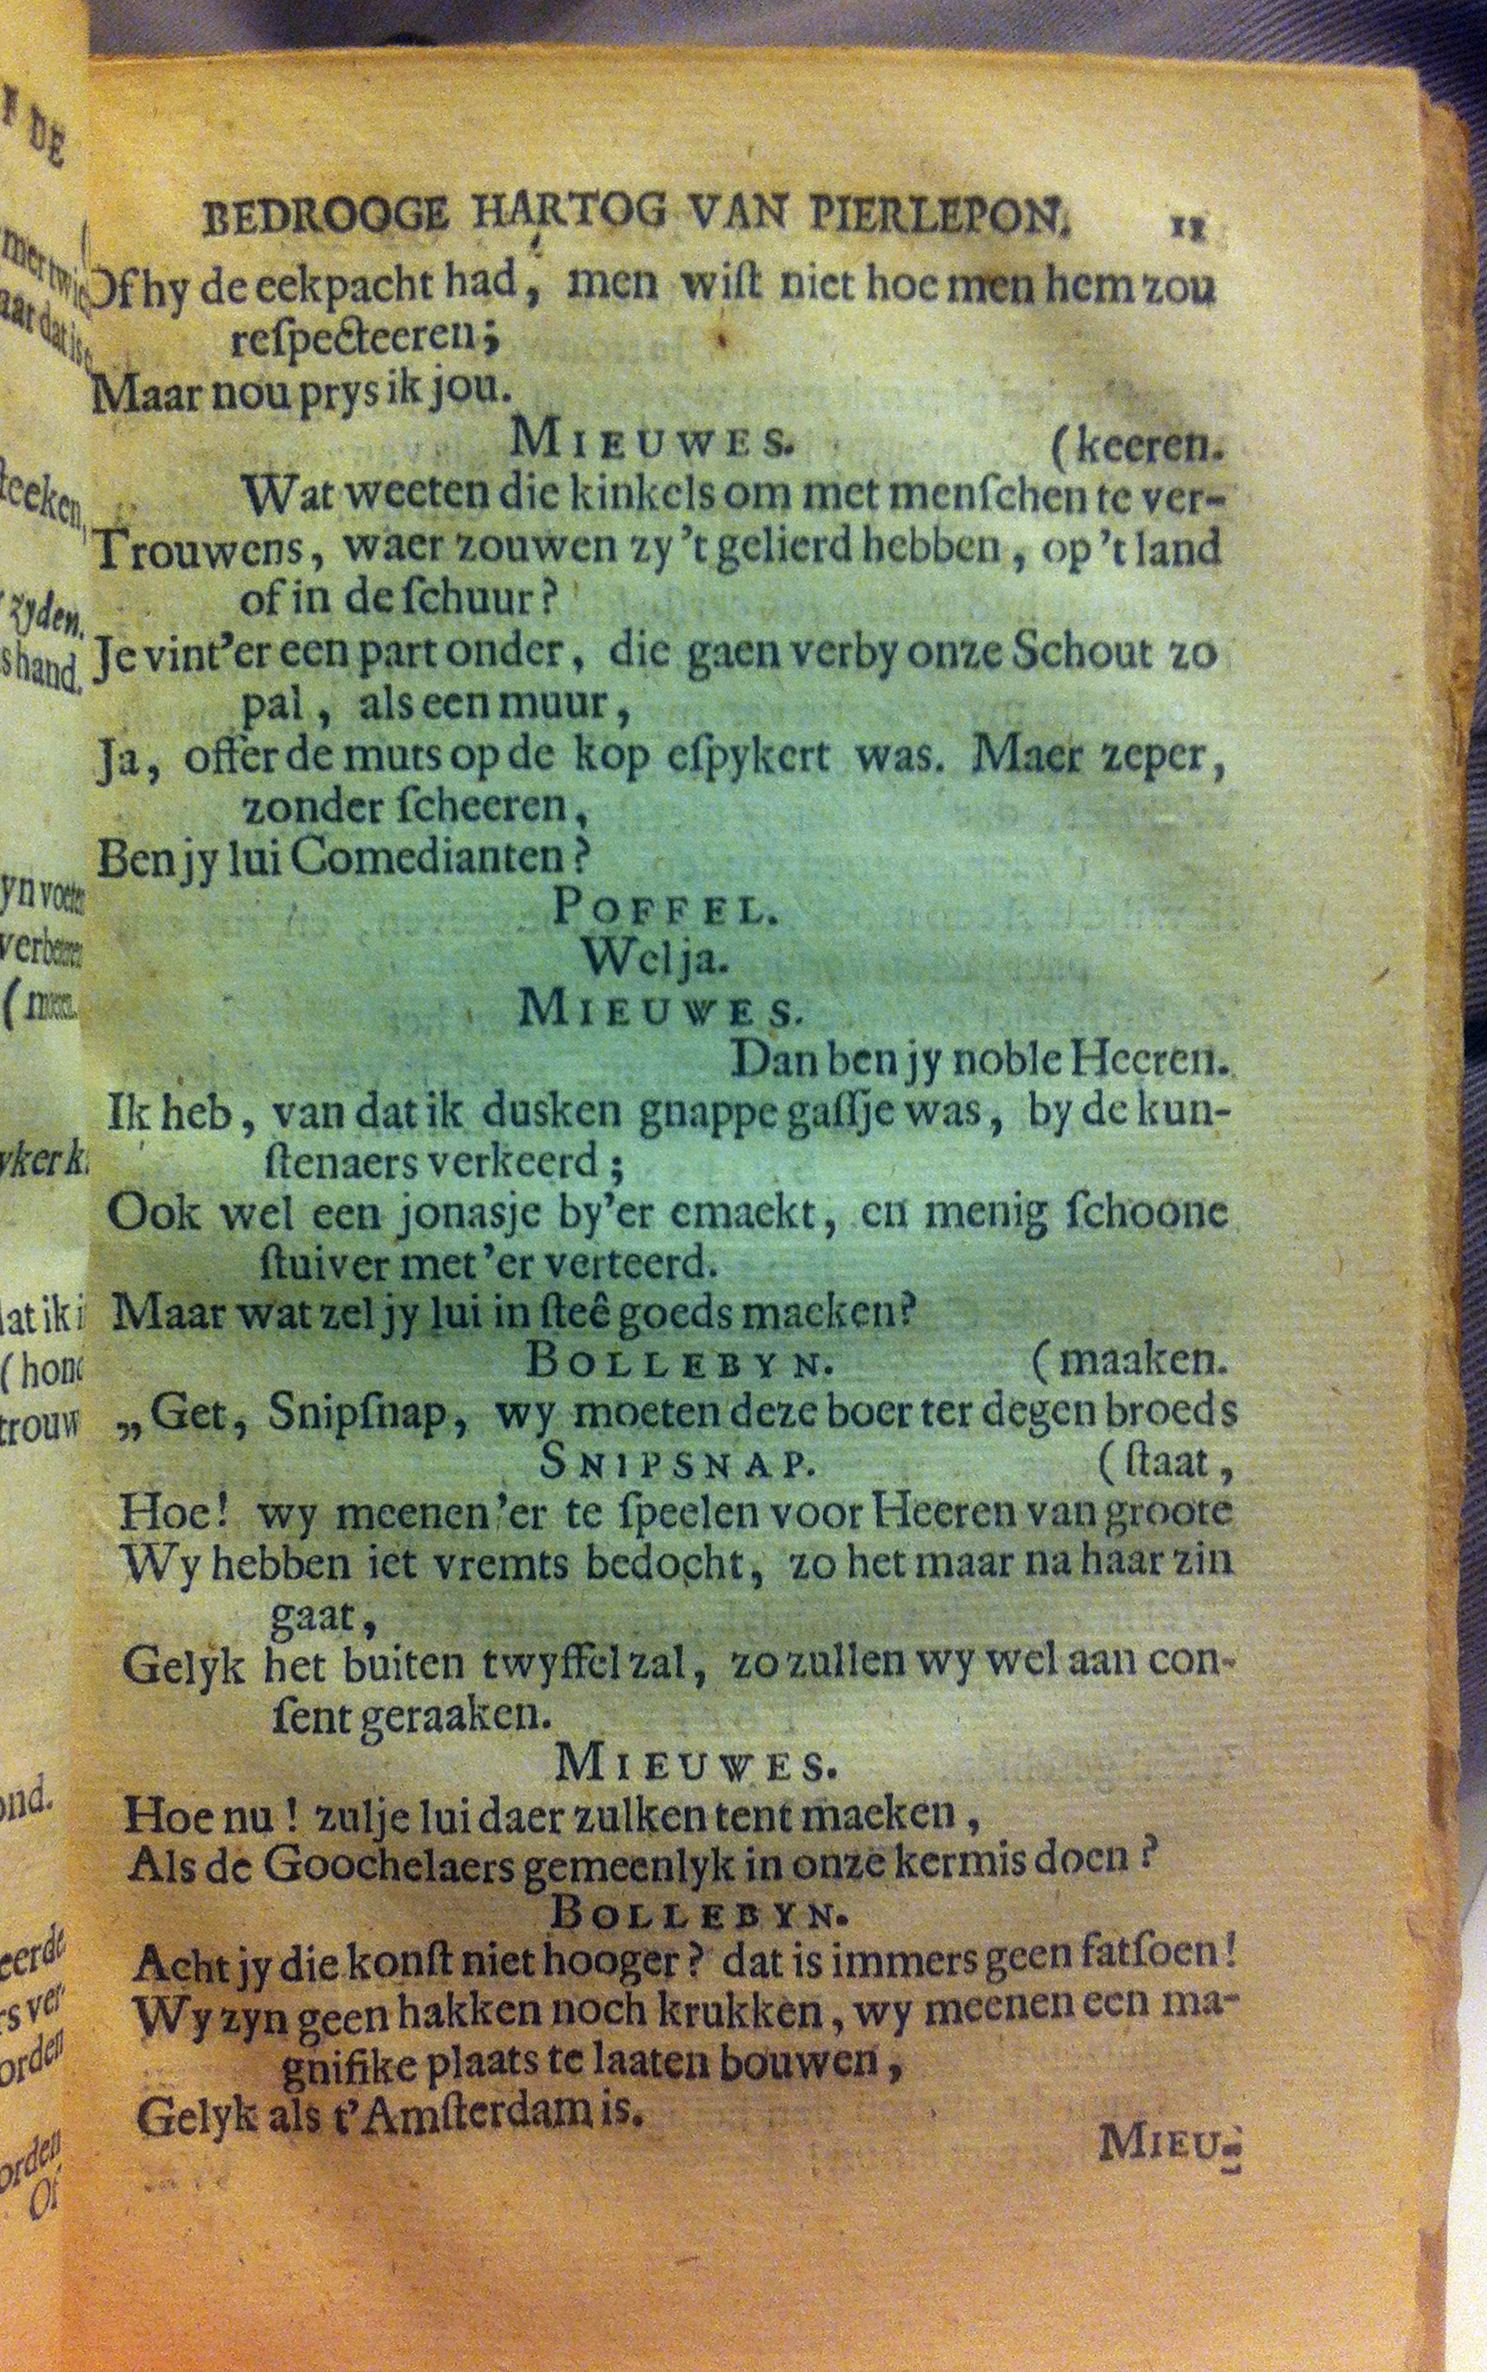 BEDROOGE HARTOG VAN PIERLEPON. 11
Of hy de eekpacht had, men wiſt niet hoe men hem zou
reſpecteeren;
Maar nou prys ik jou.
MIEUWES. (keeren.
Wat weeten die kinkels om met menſchen te ver-
Trouwens, waer zouwen zy 't gelierd hebben, op 't land
of in de ſchuur?
Je vint'er een part onder, die gaen verby onze Schout zo
pal, als een muur,
Ja, offer de muts op de kop eſpykert was. Maer zeper,
zonder ſcheeren,
Ben jy lui Comedianten?
POFFEL.
Wel ja.
MIEUWES.
Dan ben jy noble Heeren.
Ik heb, van dat ik dusken gnappe gaſſje was, by de kun-
ſtenaers verkeerd;
Ook wel een jonasje by'er emaekt, en menig ſchoone
ſtuiver met 'er verteerd.
Maar wat zel jy lui in ſteê goeds maeken?
BOLLEBYN. (maaken.
„Get, Snipſnap, wy moeten deze boer ter degen broeds
SNIPSNAP. (ſtaat,
Hoe! wy meenen 'er te ſpeelen voor Heeren van groote
Wy hebben iet vremts bedocht, zo het maar na haar zin
gaat,
Gelyk het buiten twyffel zal, zo zullen wy wel aan con-
ſent geraaken.
MIEUWES.
Hoe nu! zulje lui daer zulken tent maeken,
Als de Goochelaers gemeenlyk in onze kermis doen?
BOLLEBYN.
Acht jy die konſt niet hooger? dat is immers geen fatſoen!
Wy zyn geen hakken noch krukken, wy meenen een ma-
gnifike plaats te laaten bouwen,
Gelyk als t'Amſterdam is.
MIEU-